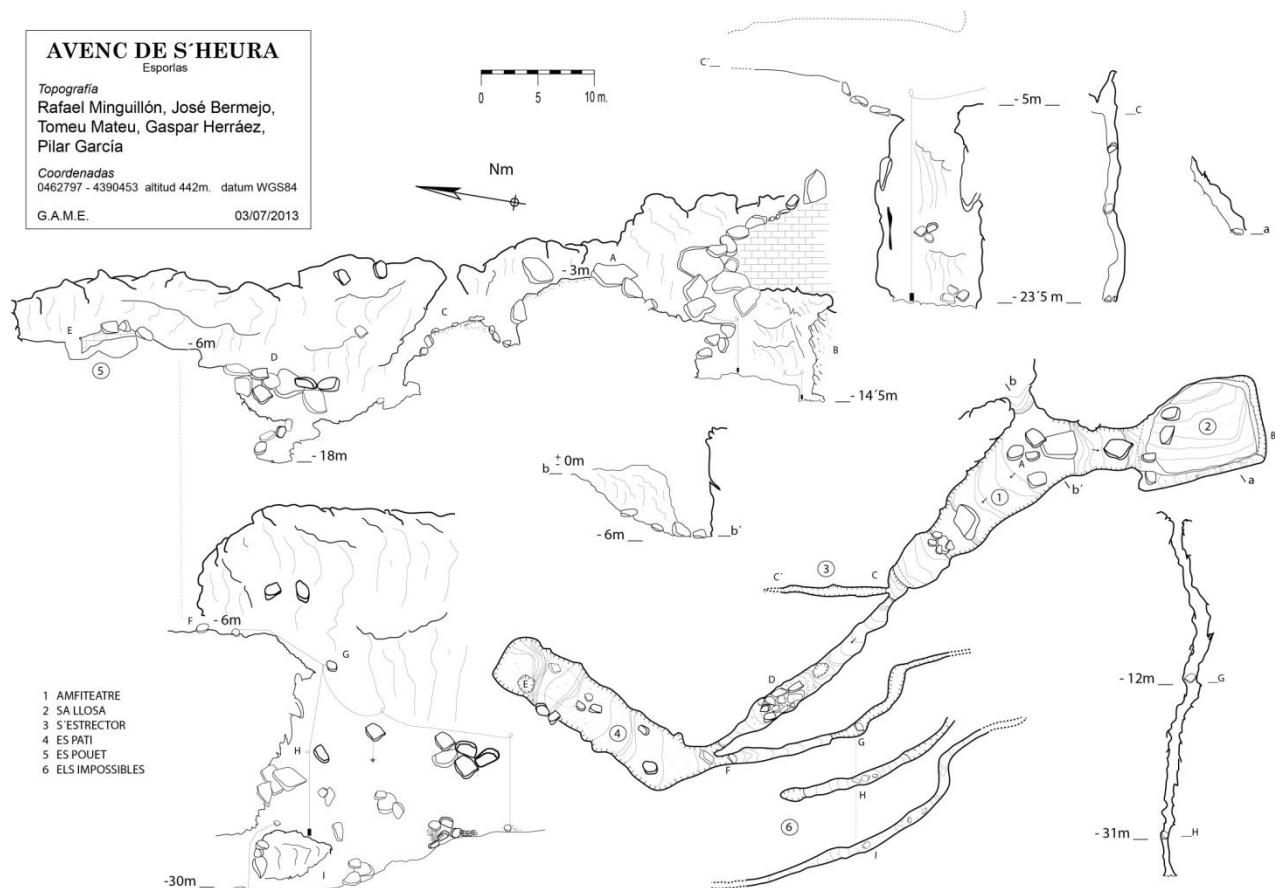 AVENC DE S´HEURA
Esporlas
Topografía
Rafael Minguillón, José Bermejo,
Tomeu Mateu, Gaspar Herráez,
Pilar García
Coordenadas
0462797 - 4390453 altitud 442m. datum WGS84
G.A.M.E. 03/07/2013
0 5 10 m.
Nm
C´
- 5m
C
a
- 23´5 m
A
- 3m
C
B
- 14´5m
E
- 6m
5
D
- 18m
+
- 0m
b
- 6m
b´
b
2
B
A
1
b´
a
C´
3
C
F
- 6m
G
H
I
-30m
D
E
4
F
G
H
6
I
- 12m
G
- 31m
H
1 AMFITEATRE
2 SA LLOSA
3 S´ESTRECTOR
4 ES PATI
5 ES POUET
6 ELS IMPOSSIBLES